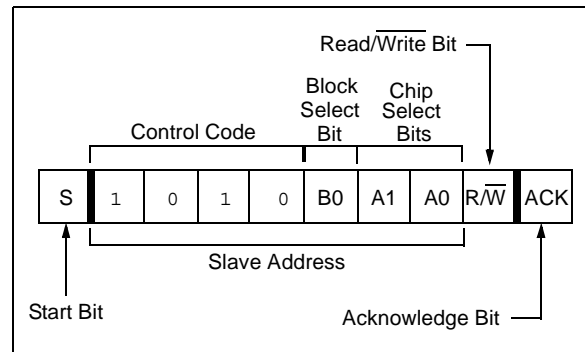 Read/Write Bit
Block
Select
Bit
Chip
Select
Bits
Control Code
S 1 0 1 0 B0 A1 A0 R/W ACK
Slave Address
Start Bit
Acknowledge Bit